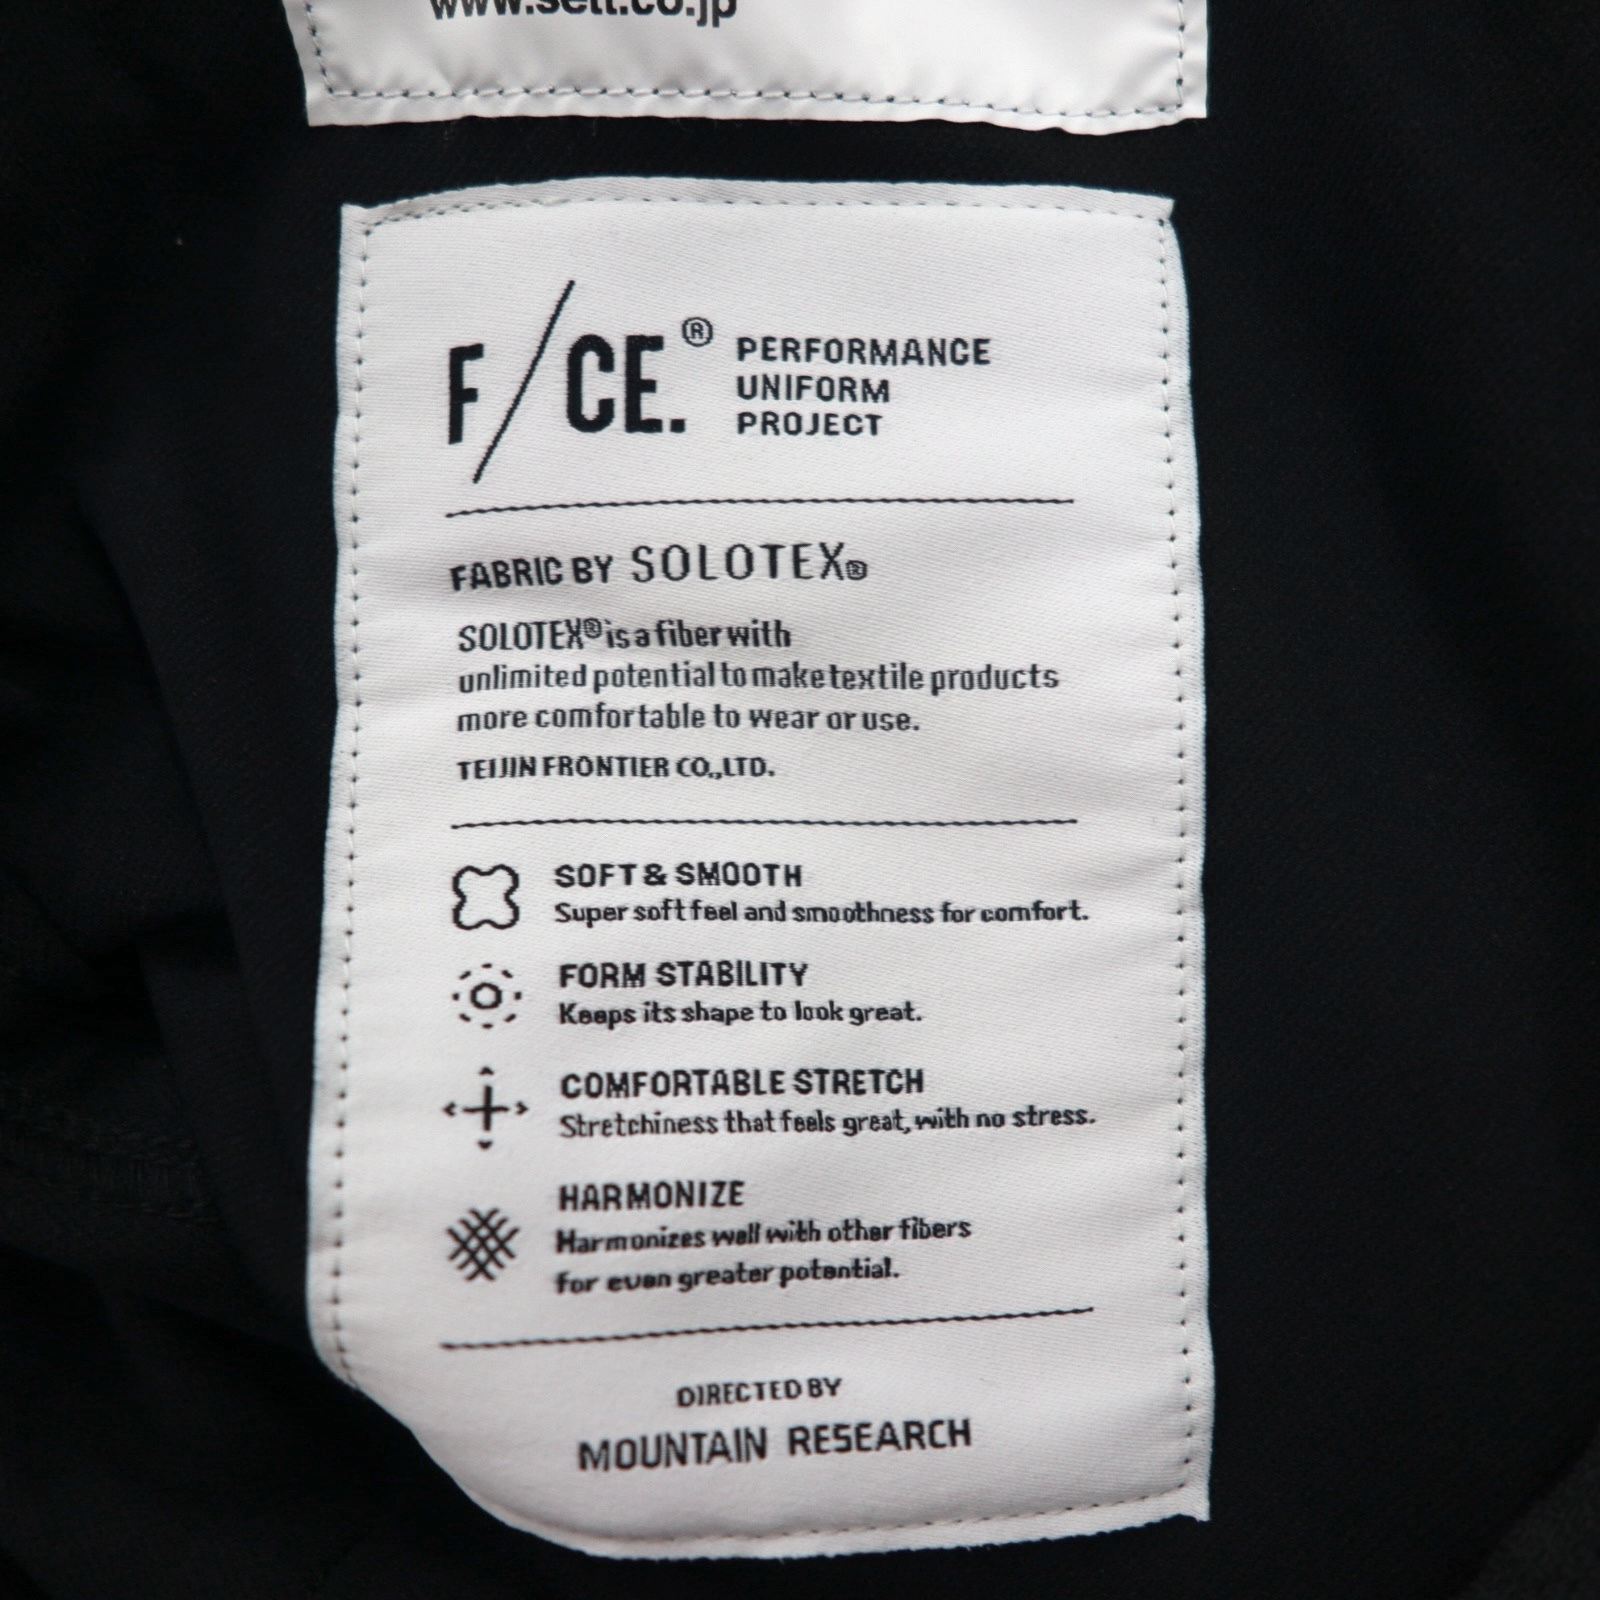 www.sett.co.jp
F/CE.® PERFORMANCE
UNIFORM
PROJECT
FABRIC BY SOLOTEX®
SOLOTEX® is a fiber with
unlimited potential to make textile products
more comfortable to wear or use.
TEIJIN FRONTIER CO.,LTD.
SOFT & SMOOTH
Super soft feel and smoothness for comfort.
FORM STABILITY
Keeps its shape to look great.
COMFORTABLE STRETCH
Stretchiness that feels great, with no stress.
HARMONIZE
Harmonizes well with other fibers
for even greater potential.
DIRECTED BY
MOUNTAIN RESEARCH